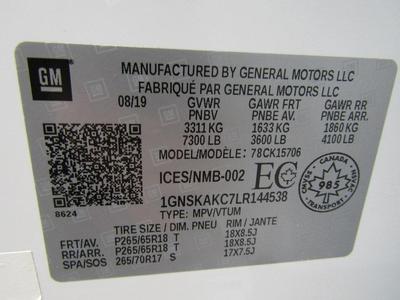 GM
MANUFACTURED BY GENERAL MOTORS LLC
FABRIQUÉ PAR GENERAL MOTORS LLC
08/19 GVWR GAWR FRT GAWR RR
PNBV PNBE AV. PNBE ARR.
3311 KG 1633 KG 1860 KG
7300 LB 3600 LB 4100 LB
MODEL/MODÈLE: 78CK15706
ICES/NMB-002 EC
985
1GNSKAKC7LR144538
8624
TYPE: MPV/VTUM
TIRE SIZE / DIM. PNEU RIM / JANTE
FRT/AV. P265/65R18 T 18X8.5J
RR/ARR. P265/65R18 T 18X8.5J
SPA/SOS 265/70R17 S 17X7.5J